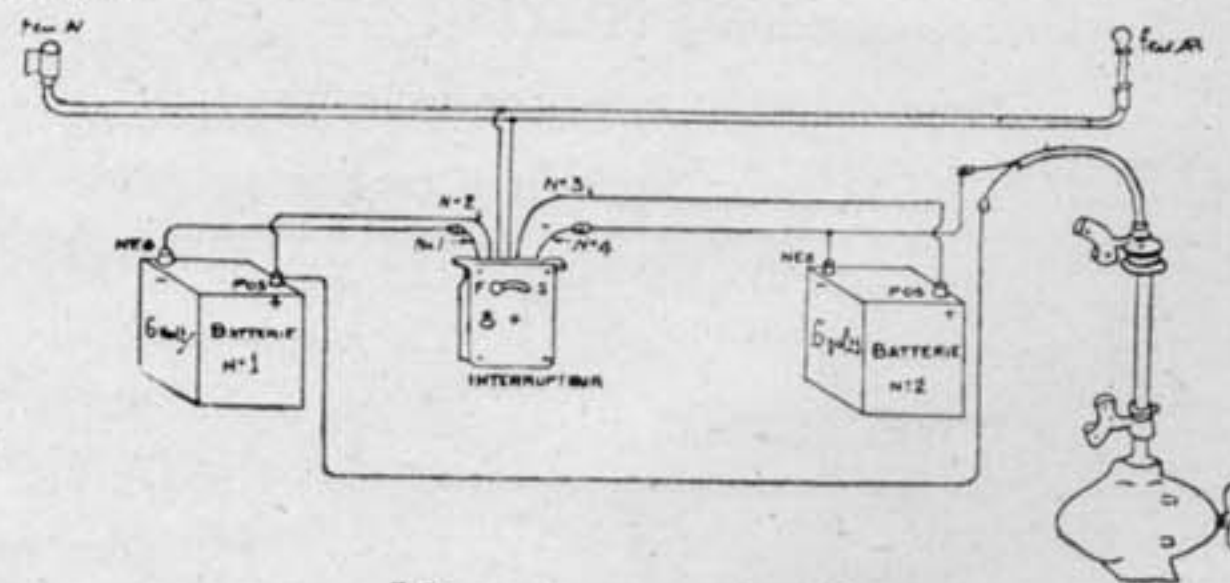 feu AV
feu AR
N°3
N°2
N°1
N°4
NEG
POS
-
+
6 volts
BATTERIE
N°1
F
S
INTERRUPTEUR
NEG
POS
-
+
6 volts
BATTERIE
N°2